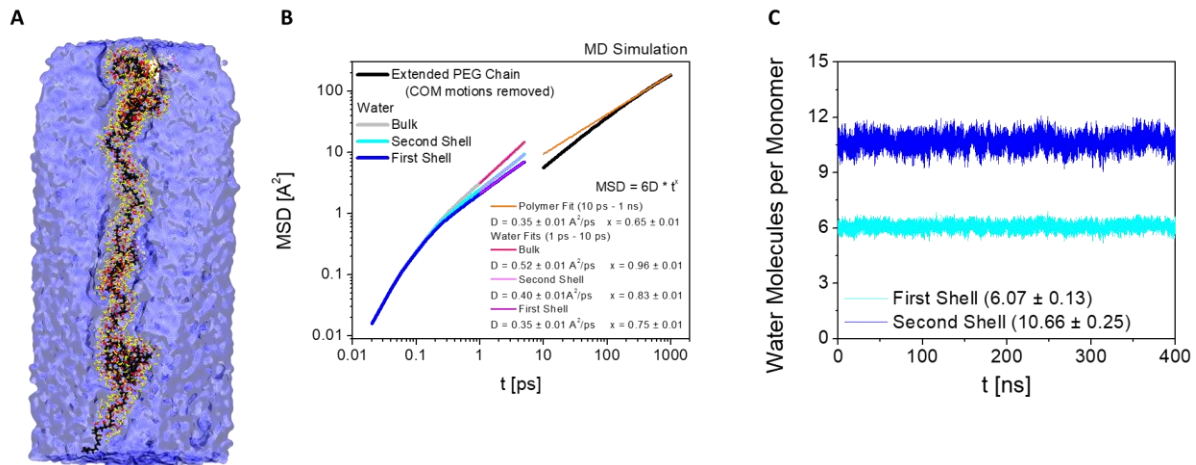 A
B
MD Simulation
Extended PEG Chain
(COM motions removed)
Water
Bulk
Second Shell
First Shell
MSD = 6D * tˣ
Polymer Fit (10 ps - 1 ns)
D = 0.35 ± 0.01 A²/ps x = 0.65 ± 0.01
Water Fits (1 ps - 10 ps)
Bulk
D = 0.52 ± 0.01 A²/ps x = 0.96 ± 0.01
Second Shell
D = 0.40 ± 0.01A²/ps x = 0.83 ± 0.01
First Shell
D = 0.35 ± 0.01 A²/ps x = 0.75 ± 0.01
MSD [A²]
100
10
1
0.1
0.01
0.01 0.1 1 10 100 1000
t [ps]
C
Water Molecules per Monomer
15
12
9
6
3
0
First Shell (6.07 ± 0.13)
Second Shell (10.66 ± 0.25)
0 100 200 300 400
t [ns]